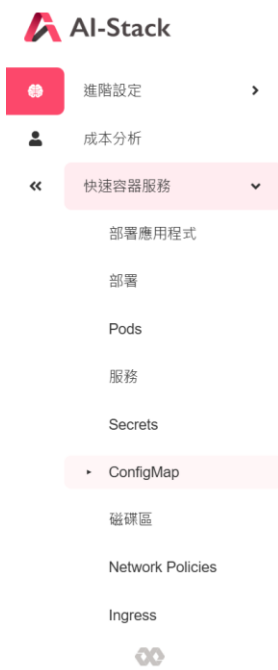 AI-Stack
進階設定
成本分析
快速容器服務
部署應用程式
部署
Pods
服務
Secrets
ConfigMap
磁碟區
Network Policies
Ingress